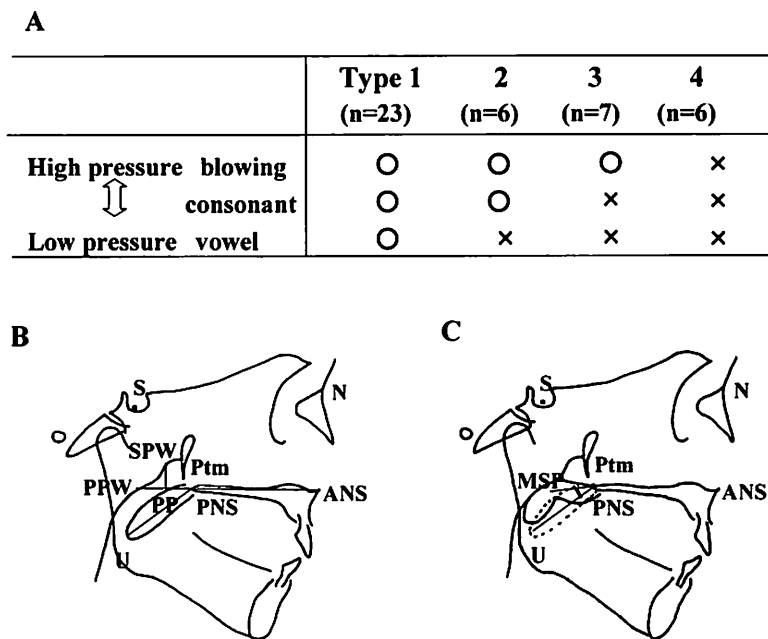 A
Type 1 2 3 4
(n=23) (n=6) (n=7) (n=6)
High pressure blowing ○ ○ ○ ×
⇕ consonant ○ ○ × ×
Low pressure vowel ○ × × ×
B
S
N
SPW
Ptm
PPW
ANS
PP
PNS
U
C
S
N
Ptm
MSP
ANS
PNS
U